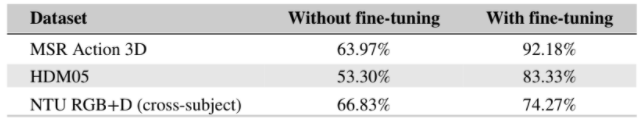 Dataset Without fine-tuning With fine-tuning
MSR Action 3D 63.97% 92.18%
HDM05 53.30% 83.33%
NTU RGB+D (cross-subject) 66.83% 74.27%